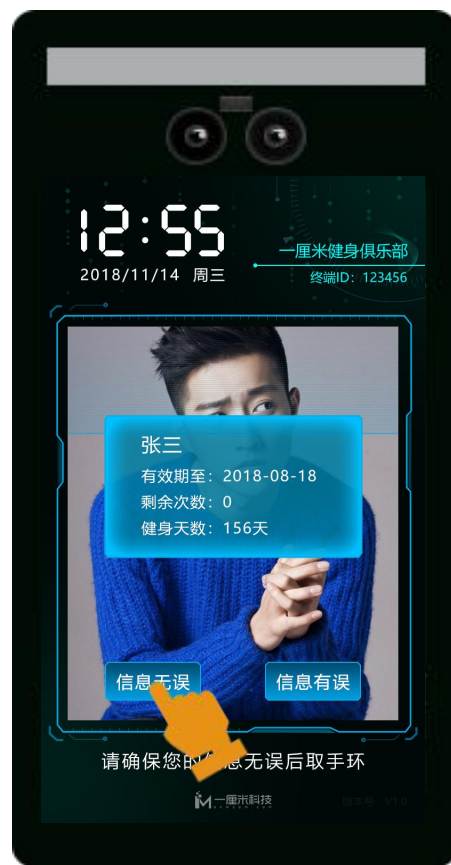 12:55
2018/11/14 周三
一厘米健身俱乐部
终端ID：123456
张三
有效期至：2018-08-18
剩余次数：0
健身天数：156天
信息无误
信息有误
请确保您的信息无误后取手环
一厘米科技
版本号：V1.0